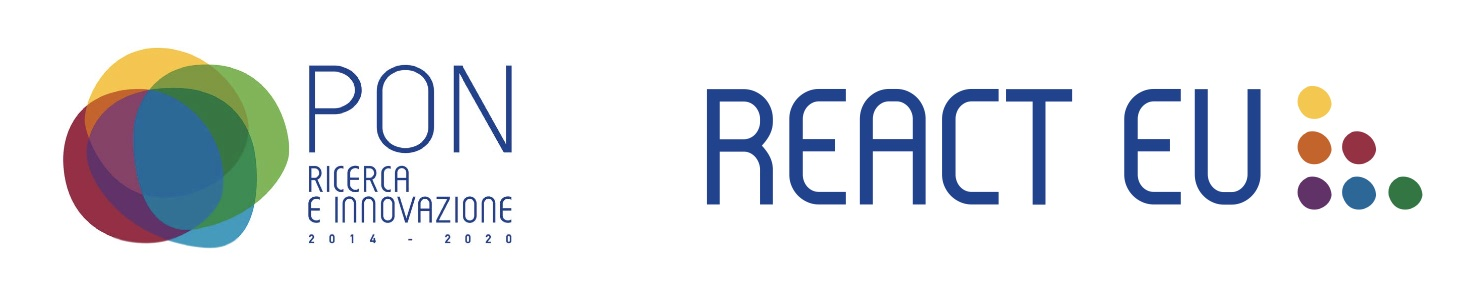 PON
RICERCA
E INNOVAZIONE
2014 - 2020
REACT EU